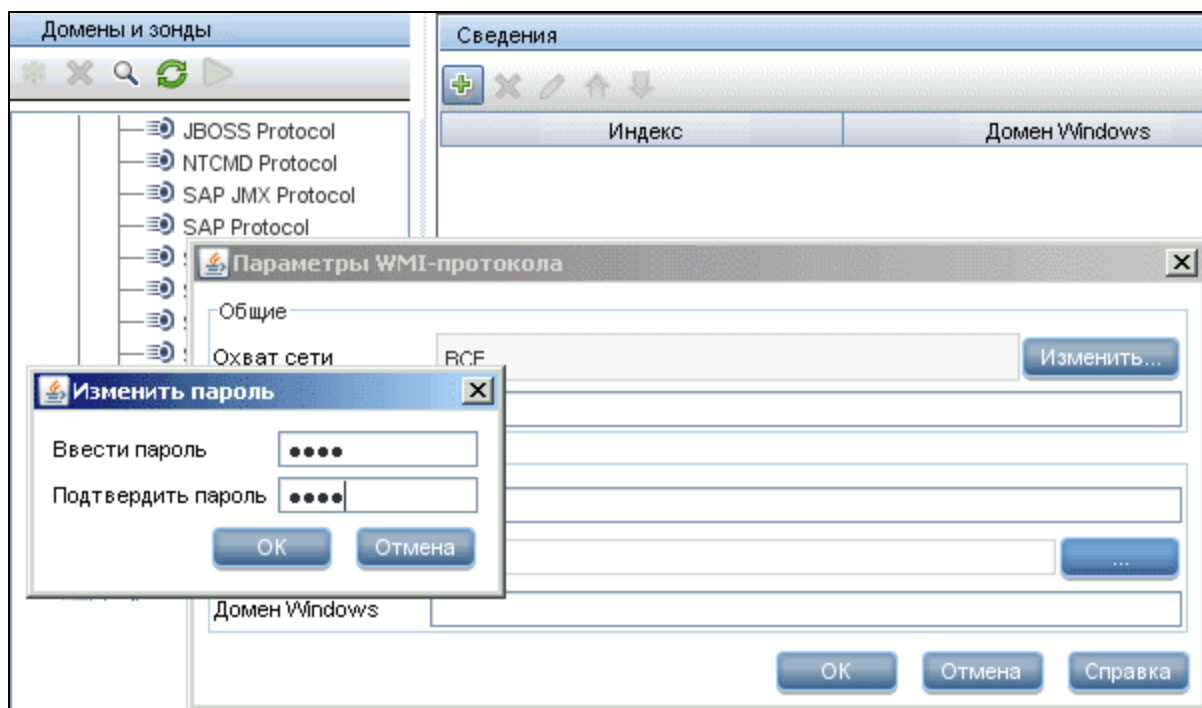 Домены и зонды
Сведения
Индекс
Домен Windows
JBOSS Protocol
NTCMD Protocol
SAP JMX Protocol
SAP Protocol
Параметры WMI-протокола
Общие
Охват сети
ВСЕ
Изменить...
Изменить пароль
Ввести пароль
Подтвердить пароль
ОК
Отмена
...
Домен Windows
ОК
Отмена
Справка